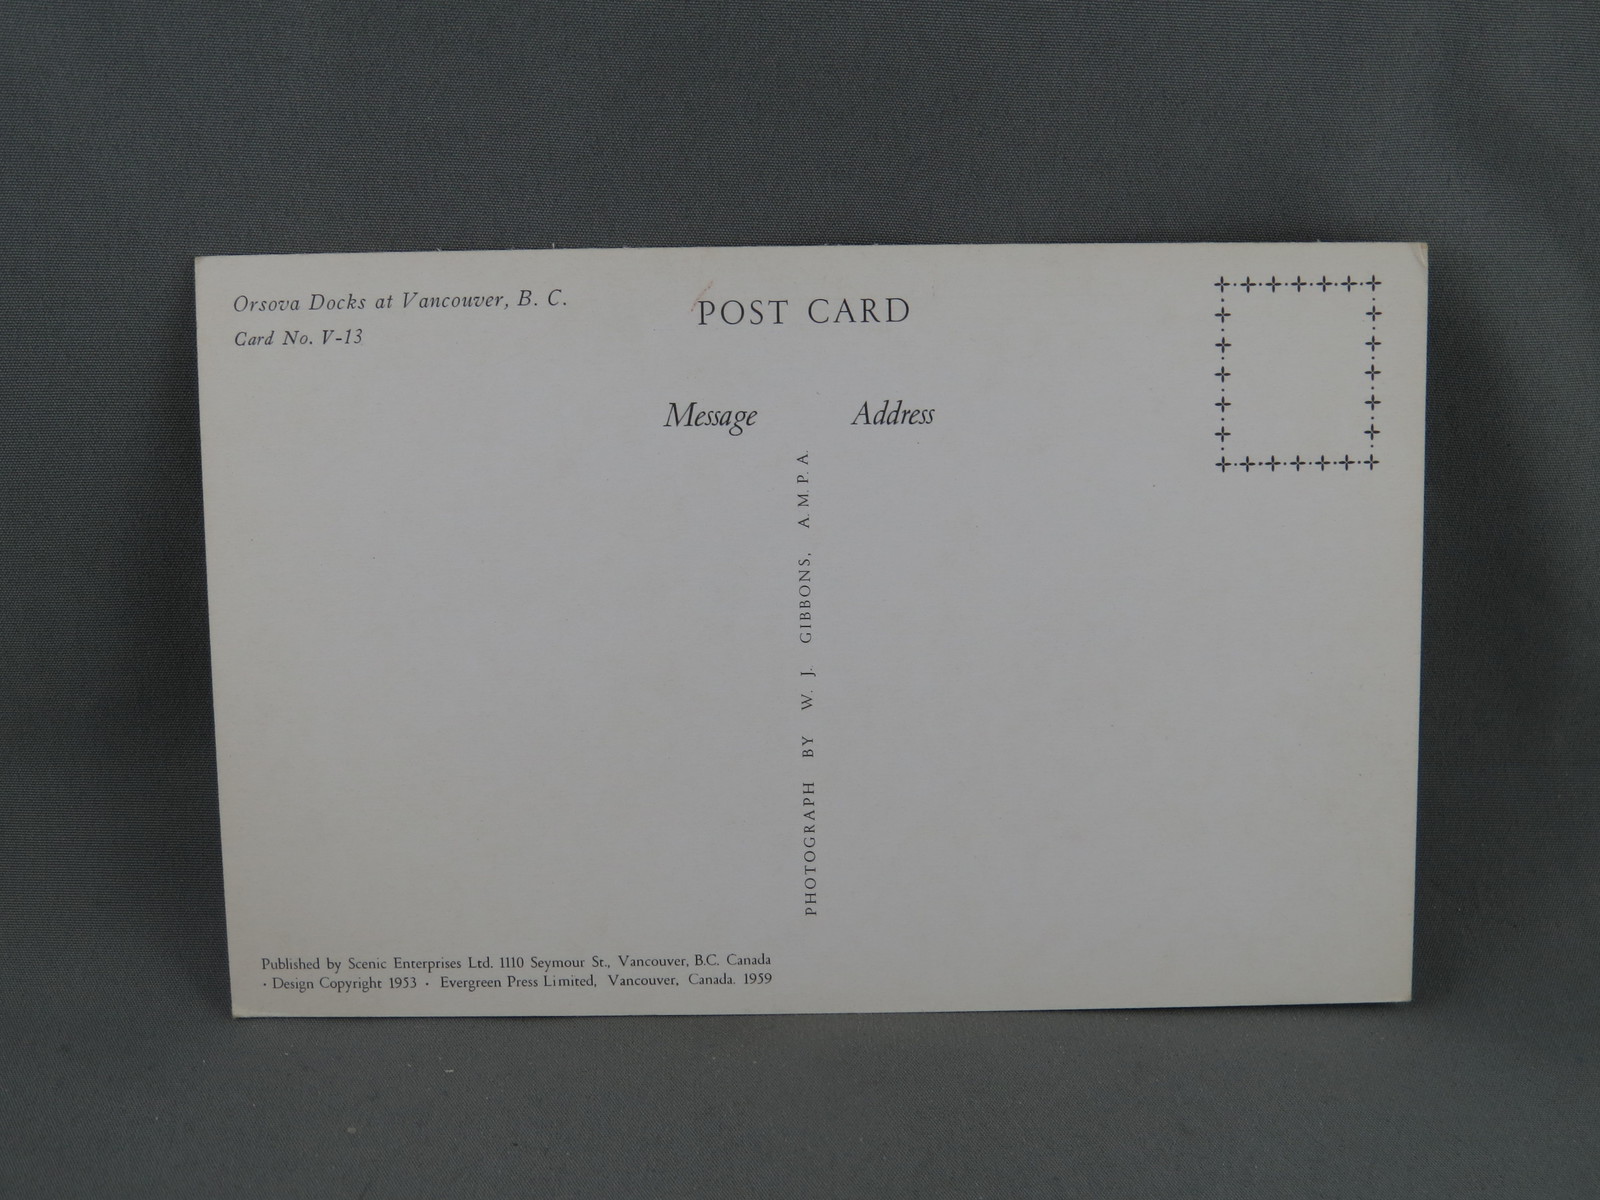 Orsova Docks at Vancouver, B. C.
Card No. V-13
POST CARD
Message
Address
PHOTOGRAPH BY W. J. GIBBONS, A. M. P. A.
Published by Scenic Enterprises Ltd. 1110 Seymour St., Vancouver, B.C. Canada
· Design Copyright 1953 · Evergreen Press Limited, Vancouver, Canada. 1959